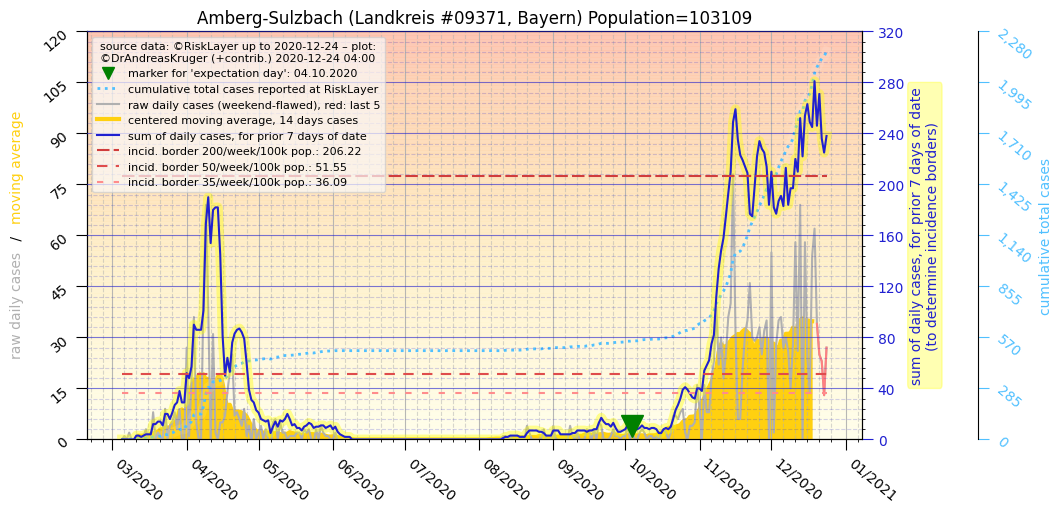 Amberg-Sulzbach (Landkreis #09371, Bayern) Population=103109
source data: ©RiskLayer up to 2020-12-24 – plot:
©DrAndreasKruger (+contrib.) 2020-12-24 04:00
marker for 'expectation day': 04.10.2020
cumulative total cases reported at RiskLayer
raw daily cases (weekend-flawed), red: last 5
centered moving average, 14 days cases
sum of daily cases, for prior 7 days of date
incid. border 200/week/100k pop.: 206.22
incid. border 50/week/100k pop.: 51.55
incid. border 35/week/100k pop.: 36.09
raw daily cases / moving average
120
105
90
75
60
45
30
15
0
03/2020
04/2020
05/2020
06/2020
07/2020
08/2020
09/2020
10/2020
11/2020
12/2020
01/2021
320
280
240
200
160
120
80
40
0
sum of daily cases, for prior 7 days of date
(to determine incidence borders)
2,280
1,995
1,710
1,425
1,140
855
570
285
0
cumulative total cases